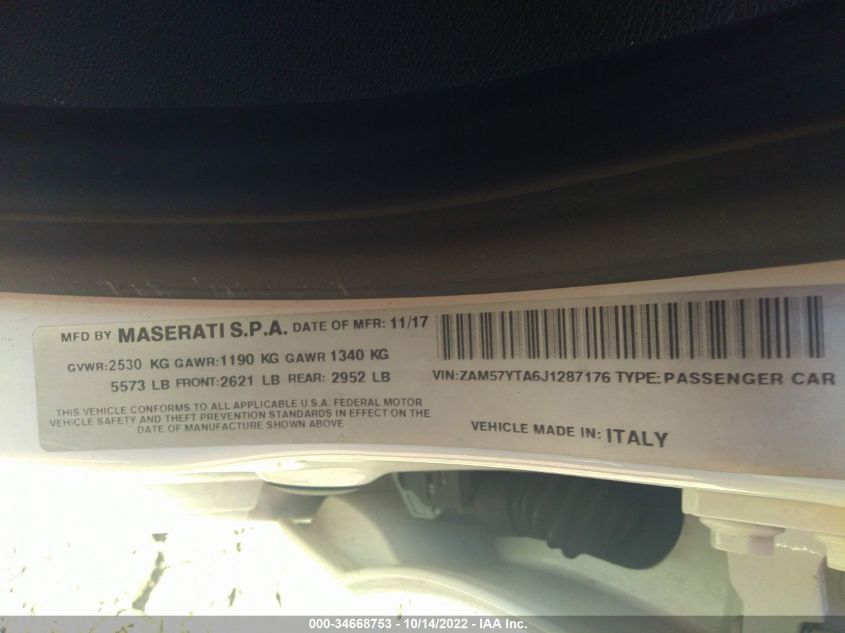 MFD BY MASERATI S.P.A. DATE OF MFR: 11/17
GVWR:2530 KG GAWR:1190 KG GAWR 1340 KG
5573 LB FRONT:2621 LB REAR: 2952 LB
THIS VEHICLE CONFORMS TO ALL APPLICABLE U.S.A. FEDERAL MOTOR
VEHICLE SAFETY AND THEFT PREVENTION STANDARDS IN EFFECT ON THE
DATE OF MANUFACTURE SHOWN ABOVE
VIN:ZAM57YTA6J1287176 TYPE:PASSENGER CAR
VEHICLE MADE IN: ITALY
000-34668753 - 10/14/2022 - IAA Inc.